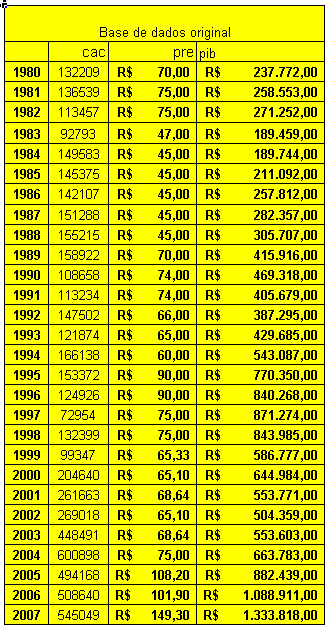 Base de dados original
cac pre pib
1980 132209 R$ 70,00 R$ 237.772,00
1981 136539 R$ 75,00 R$ 258.553,00
1982 113457 R$ 75,00 R$ 271.252,00
1983 92793 R$ 47,00 R$ 189.459,00
1984 149583 R$ 45,00 R$ 189.744,00
1985 145375 R$ 45,00 R$ 211.092,00
1986 142107 R$ 45,00 R$ 257.812,00
1987 151288 R$ 45,00 R$ 282.357,00
1988 155215 R$ 45,00 R$ 305.707,00
1989 158922 R$ 70,00 R$ 415.916,00
1990 108658 R$ 74,00 R$ 469.318,00
1991 113234 R$ 74,00 R$ 405.679,00
1992 147502 R$ 66,00 R$ 387.295,00
1993 121874 R$ 65,00 R$ 429.685,00
1994 166138 R$ 60,00 R$ 543.087,00
1995 153372 R$ 90,00 R$ 770.350,00
1996 124926 R$ 90,00 R$ 840.268,00
1997 72954 R$ 75,00 R$ 871.274,00
1998 132399 R$ 75,00 R$ 843.985,00
1999 99347 R$ 65,33 R$ 586.777,00
2000 204640 R$ 65,10 R$ 644.984,00
2001 261663 R$ 68,64 R$ 553.771,00
2002 269018 R$ 65,10 R$ 504.359,00
2003 448491 R$ 68,64 R$ 553.603,00
2004 600898 R$ 75,00 R$ 663.783,00
2005 494168 R$ 108,20 R$ 882.439,00
2006 508640 R$ 101,90 R$ 1.088.911,00
2007 545049 R$ 149,30 R$ 1.333.818,00